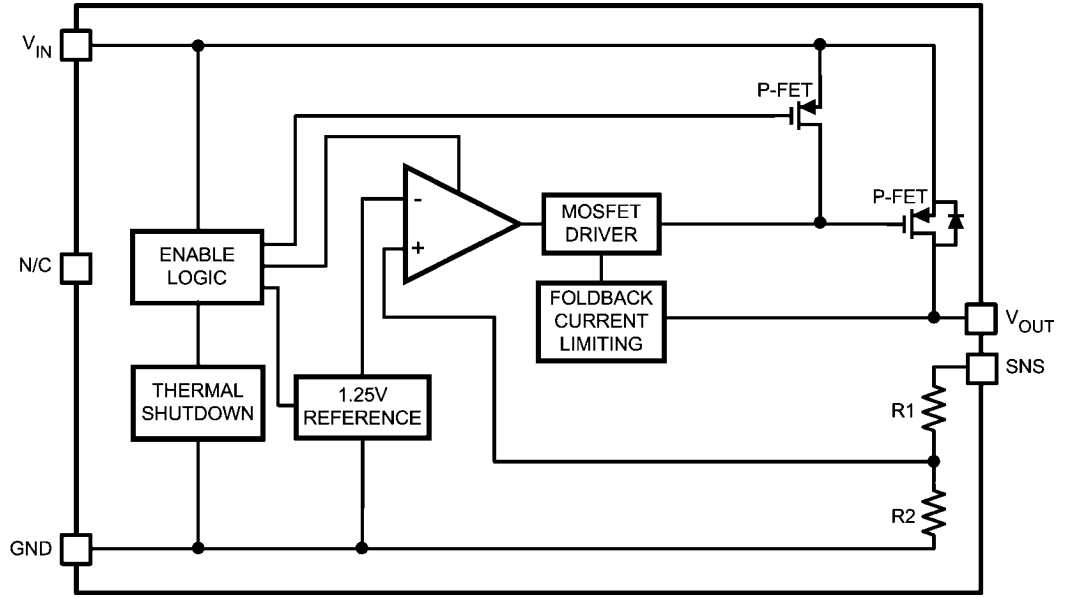 VIN
P-FET
P-FET
-
MOSFET
DRIVER
ENABLE
LOGIC
+
N/C
FOLDBACK
CURRENT
LIMITING
VOUT
SNS
THERMAL
SHUTDOWN
1.25V
REFERENCE
R1
R2
GND